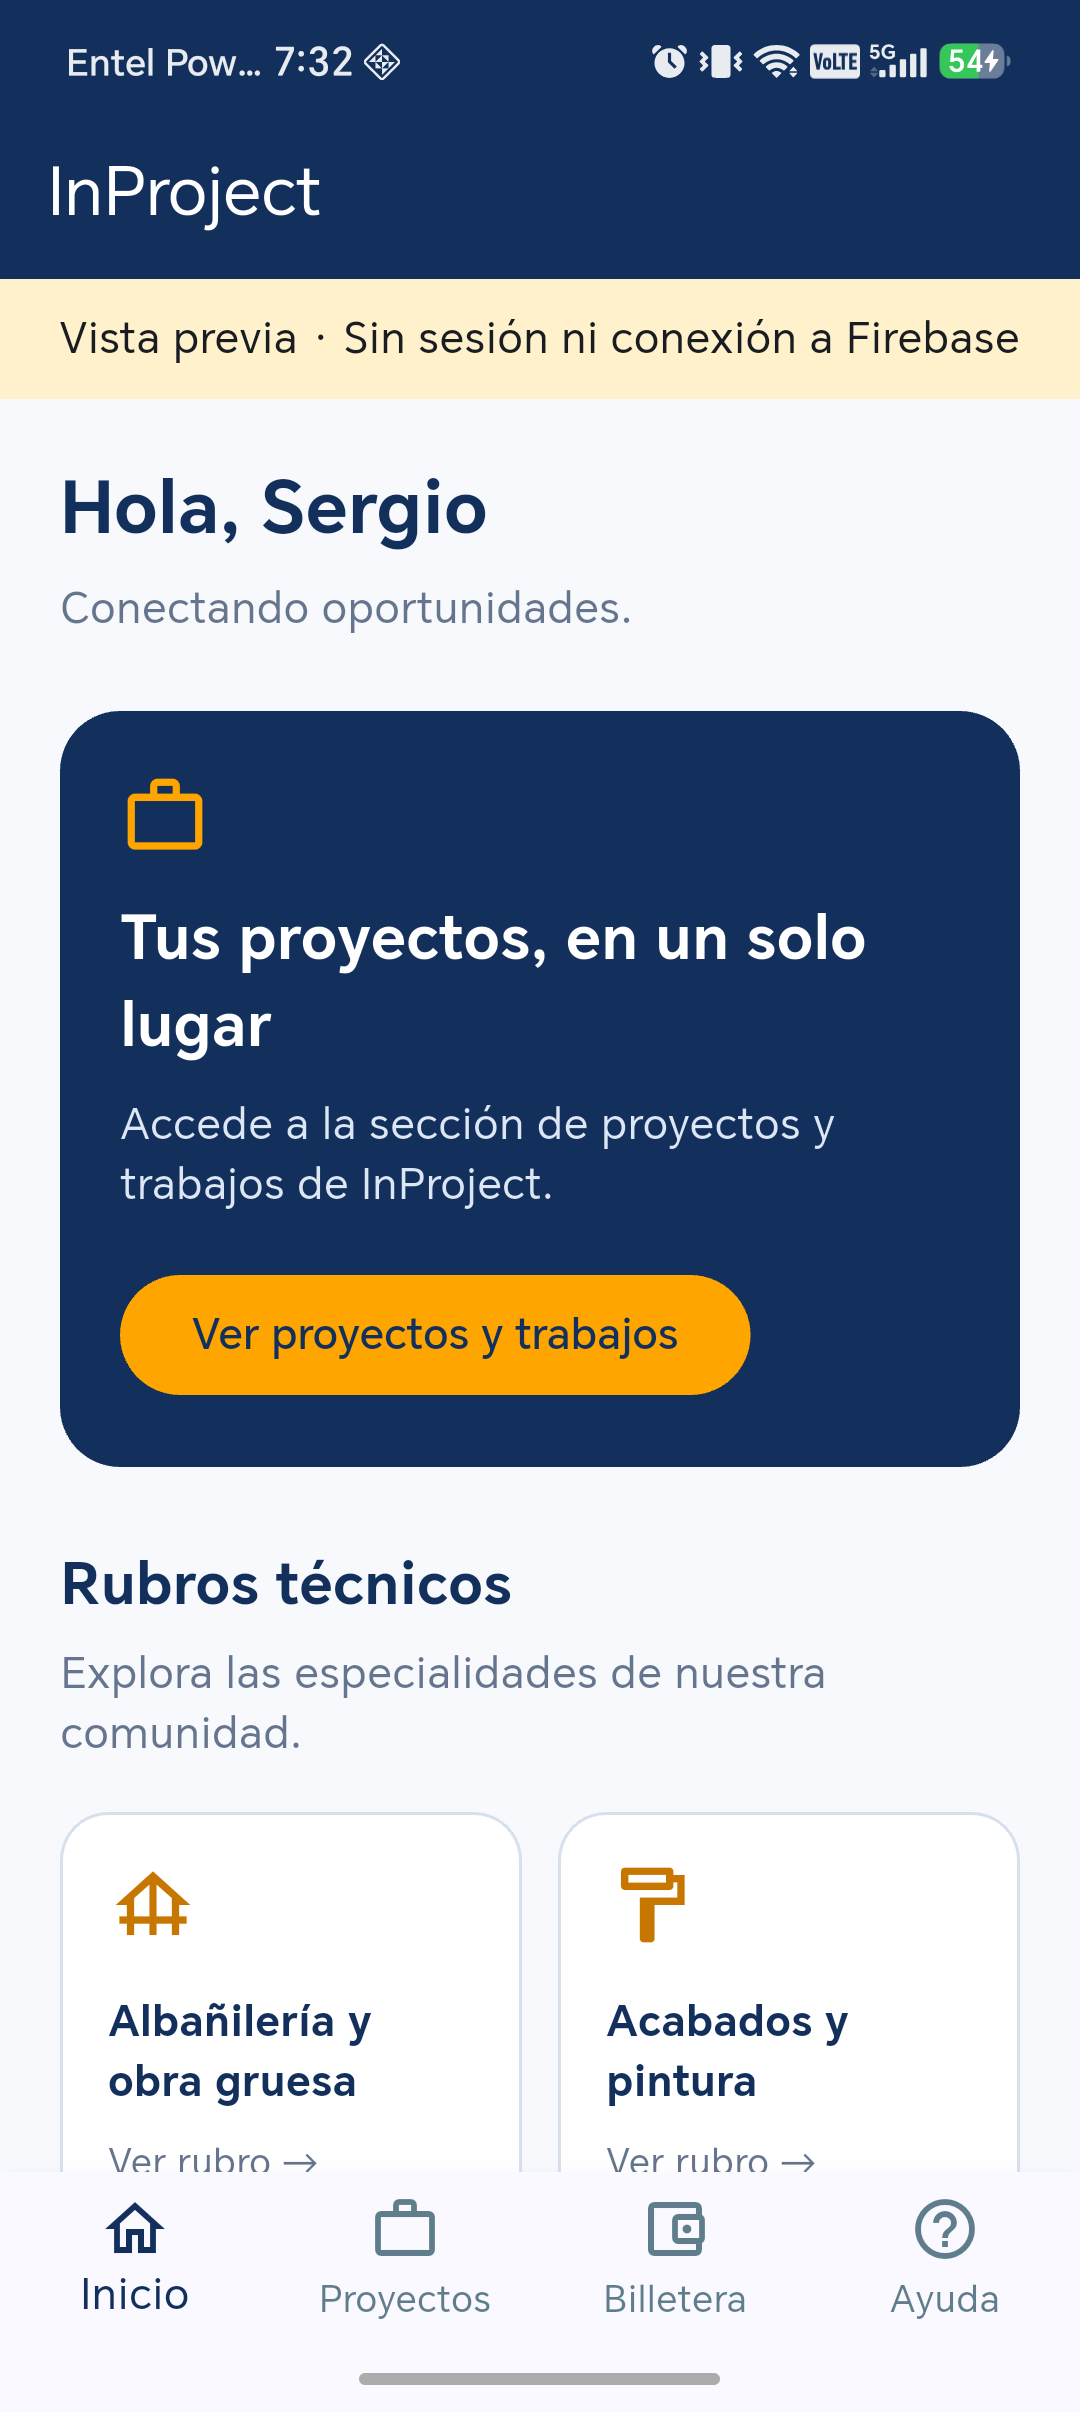 Entel Pow... 7:32
VoLTE 5G 54
InProject
Vista previa · Sin sesión ni conexión a Firebase
Hola, Sergio
Conectando oportunidades.
Tus proyectos, en un solo
lugar
Accede a la sección de proyectos y
trabajos de InProject.
Ver proyectos y trabajos
Rubros técnicos
Explora las especialidades de nuestra
comunidad.
Albañilería y
obra gruesa
Ver rubro →
Acabados y
pintura
Ver rubro →
Inicio
Proyectos
Billetera
Ayuda